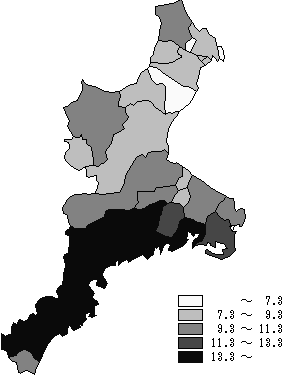 ～ 7.3
7.3 ～ 9.3
9.3 ～ 11.3
11.3 ～ 13.3
13.3 ～